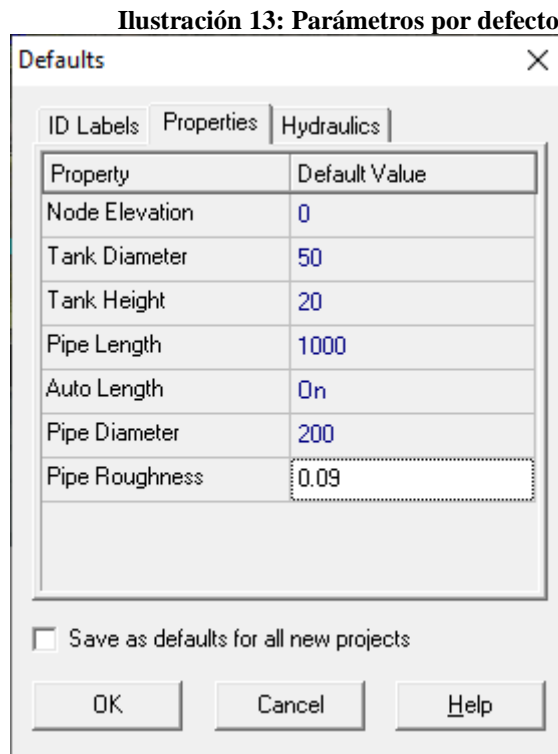 Ilustración 13: Parámetros por defecto
Defaults
ID Labels Properties Hydraulics
Property Default Value
Node Elevation 0
Tank Diameter 50
Tank Height 20
Pipe Length 1000
Auto Length On
Pipe Diameter 200
Pipe Roughness 0.09
Save as defaults for all new projects
OK Cancel Help